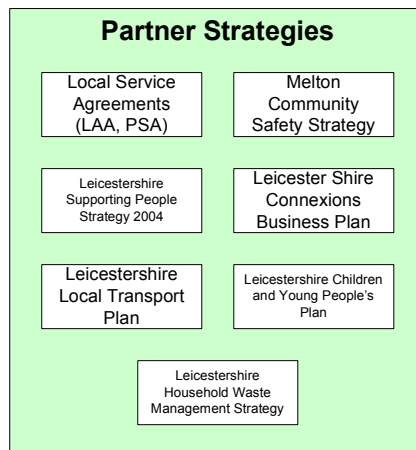 Partner Strategies
Local Service
Agreements
(LAA, PSA)
Melton
Community
Safety Strategy
Leicestershire
Supporting People
Strategy 2004
Leicester Shire
Connexions
Business Plan
Leicestershire
Local Transport
Plan
Leicestershire Children
and Young People's
Plan
Leicestershire
Household Waste
Management Strategy